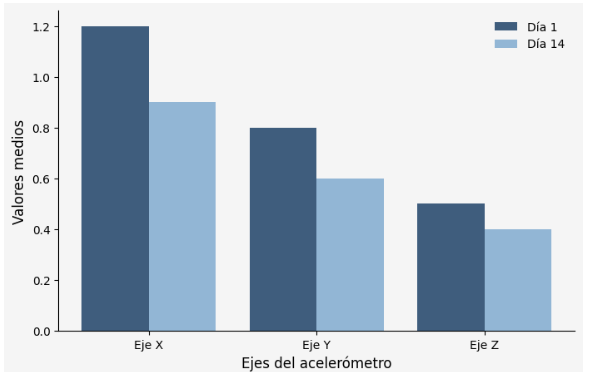 Valores medios
1.2
1.0
0.8
0.6
0.4
0.2
0.0
Día 1
Día 14
Eje X
Eje Y
Eje Z
Ejes del acelerómetro